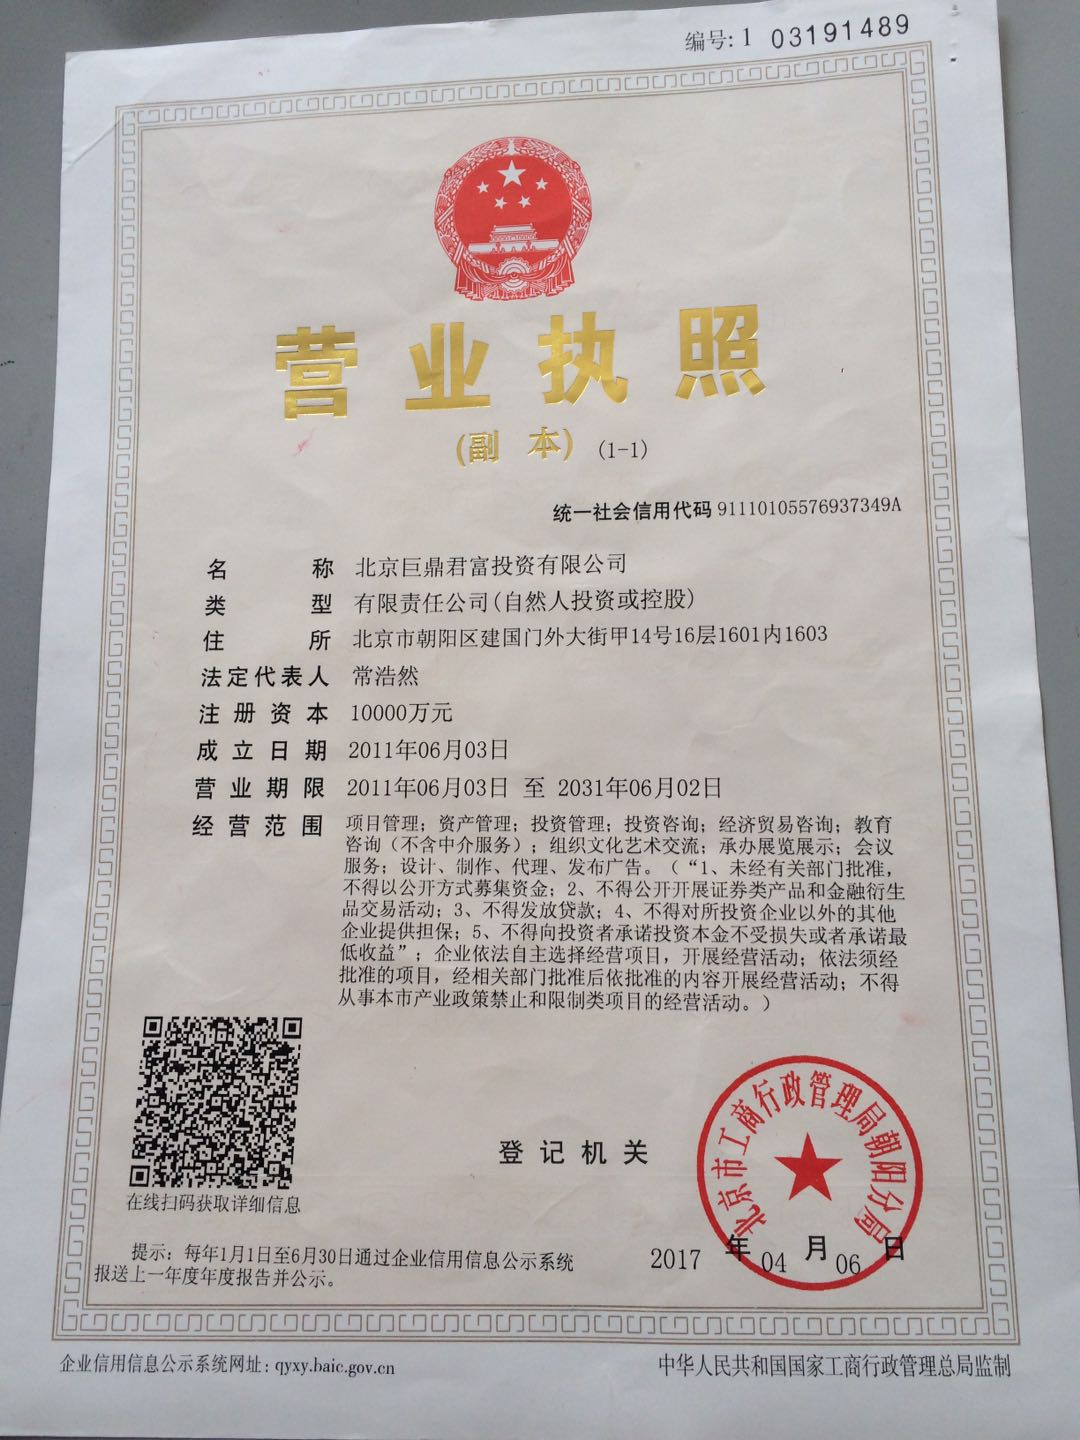 编号: 1 03191489
营业执照
(副 本) (1-1)
统一社会信用代码 91110105576937349A
名 称 北京巨鼎君富投资有限公司
类 型 有限责任公司(自然人投资或控股)
住 所 北京市朝阳区建国门外大街甲14号16层1601内1603
法定代表人 常浩然
注册资本 10000万元
成立日期 2011年06月03日
营业期限 2011年06月03日 至 2031年06月02日
经营范围 项目管理；资产管理；投资管理；投资咨询；经济贸易咨询；教育
咨询（不含中介服务）；组织文化艺术交流；承办展览展示；会议
服务；设计、制作、代理、发布广告。（“1、未经有关部门批准，
不得以公开方式募集资金；2、不得公开开展证券类产品和金融衍生
品交易活动；3、不得发放贷款；4、不得对所投资企业以外的其他
企业提供担保；5、不得向投资者承诺投资本金不受损失或者承诺最
低收益”；企业依法自主选择经营项目，开展经营活动；依法须经
批准的项目，经相关部门批准后依批准的内容开展经营活动；不得
从事本市产业政策禁止和限制类项目的经营活动。）
在线扫码获取详细信息
登记机关
北京市工商行政管理局朝阳分局
2017 年 04 月 06 日
提示：每年1月1日至6月30日通过企业信用信息公示系统
报送上一年度年度报告并公示。
企业信用信息公示系统网址：qyxy.baic.gov.cn
中华人民共和国国家工商行政管理总局监制